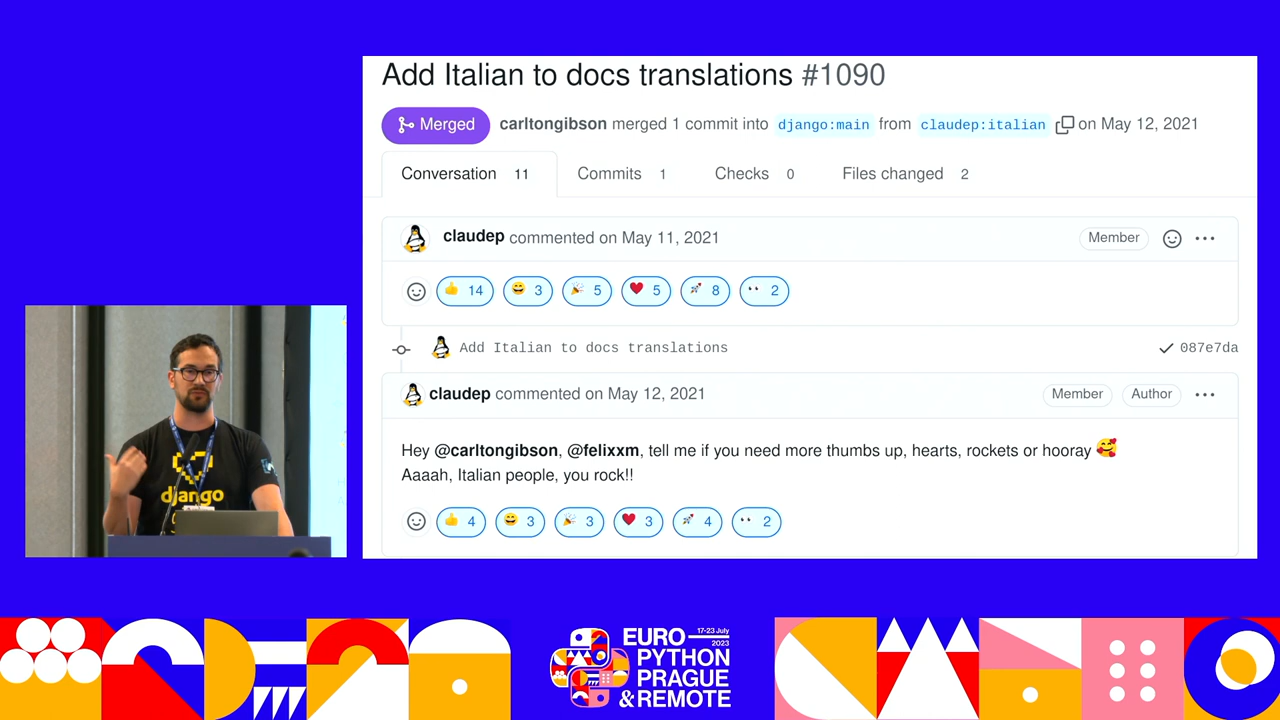 Add Italian to docs translations #1090
Merged carltongibson merged 1 commit into django:main from claudep:italian on May 12, 2021
Conversation 11 Commits 1 Checks 0 Files changed 2
claudep commented on May 11, 2021 Member
14 3 5 5 8 2
Add Italian to docs translations 087e7da
claudep commented on May 12, 2021 Member Author
Hey @carltongibson, @felixxm, tell me if you need more thumbs up, hearts, rockets or hooray
Aaaah, Italian people, you rock!!
4 3 3 3 4 2
django
EURO 17-23 July
2023
PYTHON
PRAGUE
& REMOTE